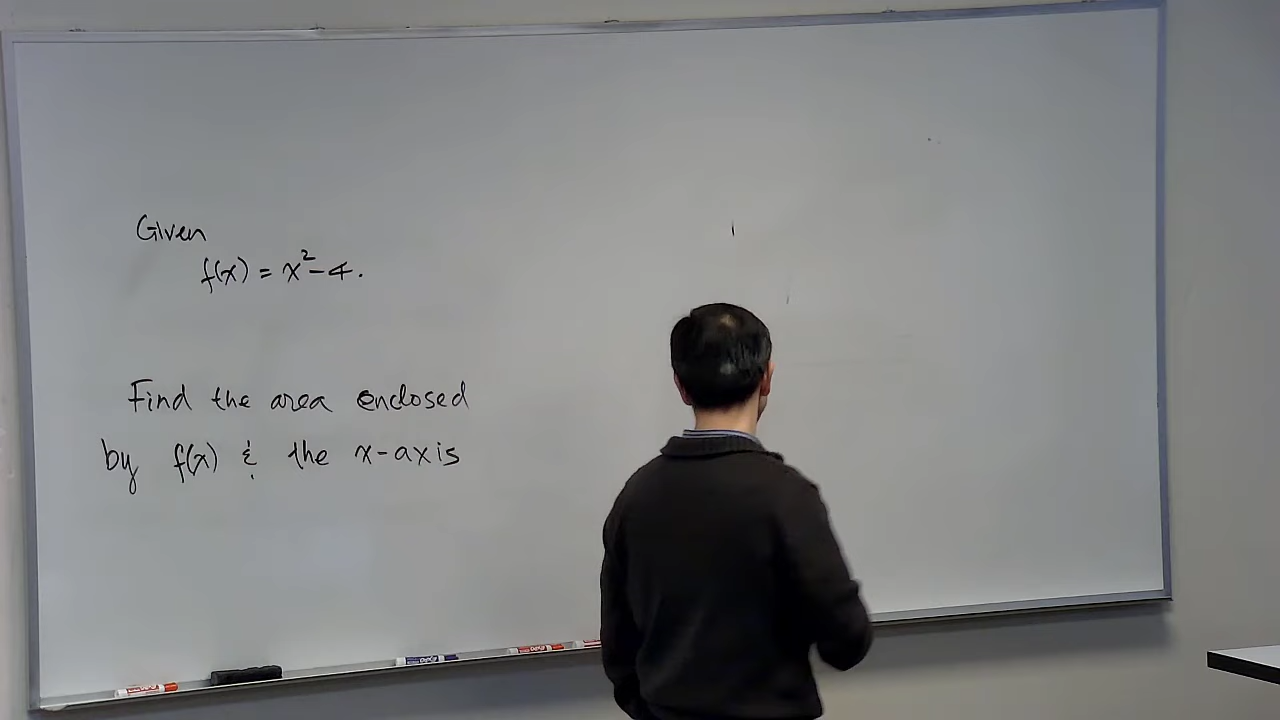 Given
f(x) = x²-4.
Find the area enclosed
by f(x) & the x-axis